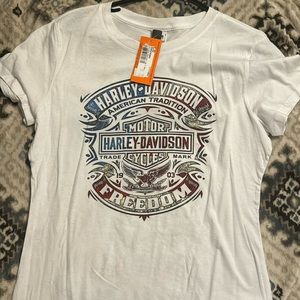 HARLEY-DAVIDSON
AMERICAN TRADITION
MOTOR
HARLEY-DAVIDSON
CYCLES
TRADE MARK
19 03
FREEDOM